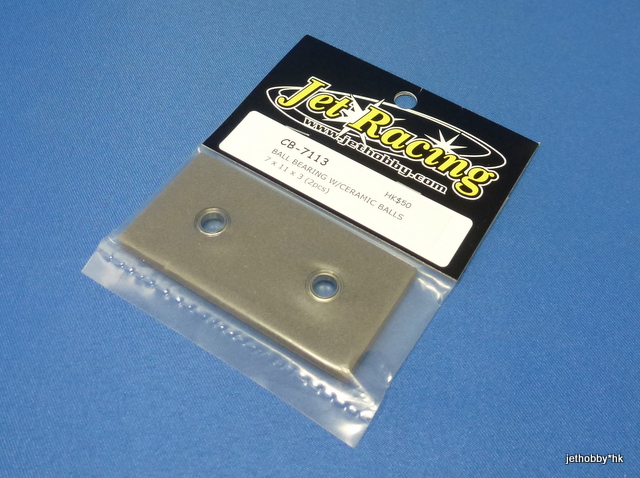 Jet Racing
www.jethobby.com
CB-7113
HK$50
BALL BEARING W/CERAMIC BALLS
7 x 11 x 3 (2pcs)
jethobby*hk